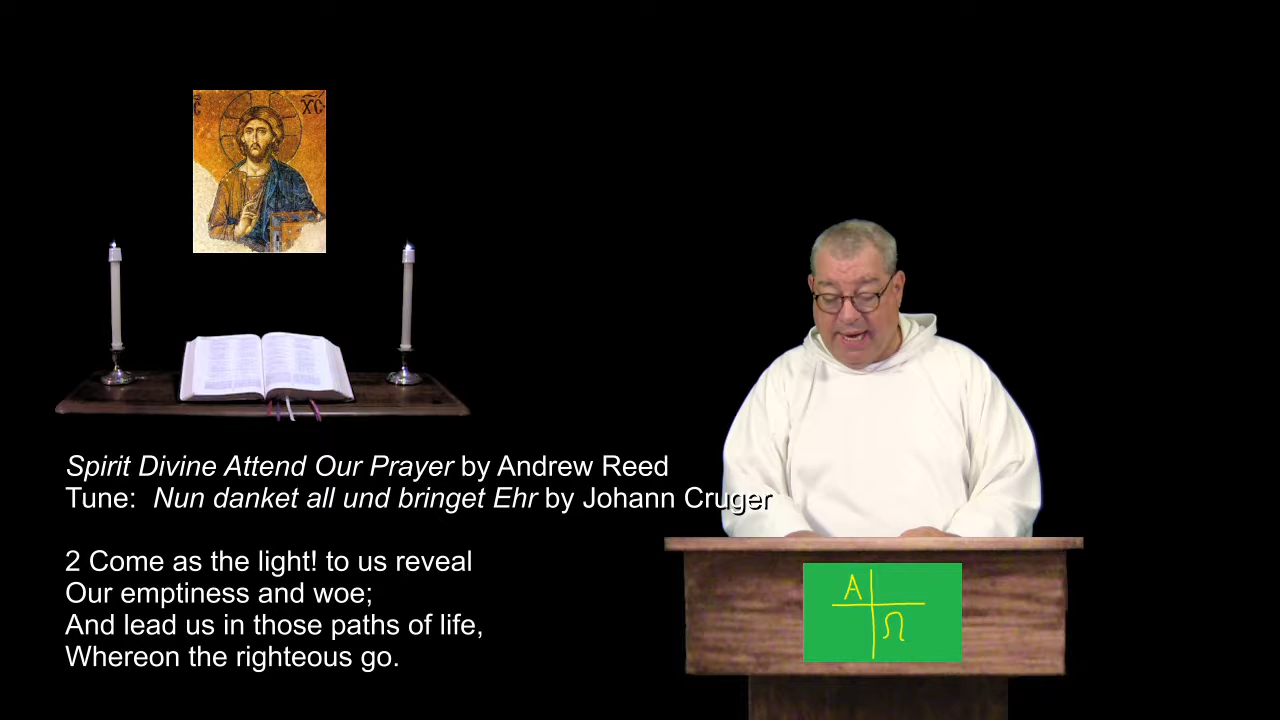 C XC
Spirit Divine Attend Our Prayer by Andrew Reed
Tune: Nun danket all und bringet Ehr by Johann Cruger
2 Come as the light! to us reveal
Our emptiness and woe;
And lead us in those paths of life,
Whereon the righteous go.
Α
Ω